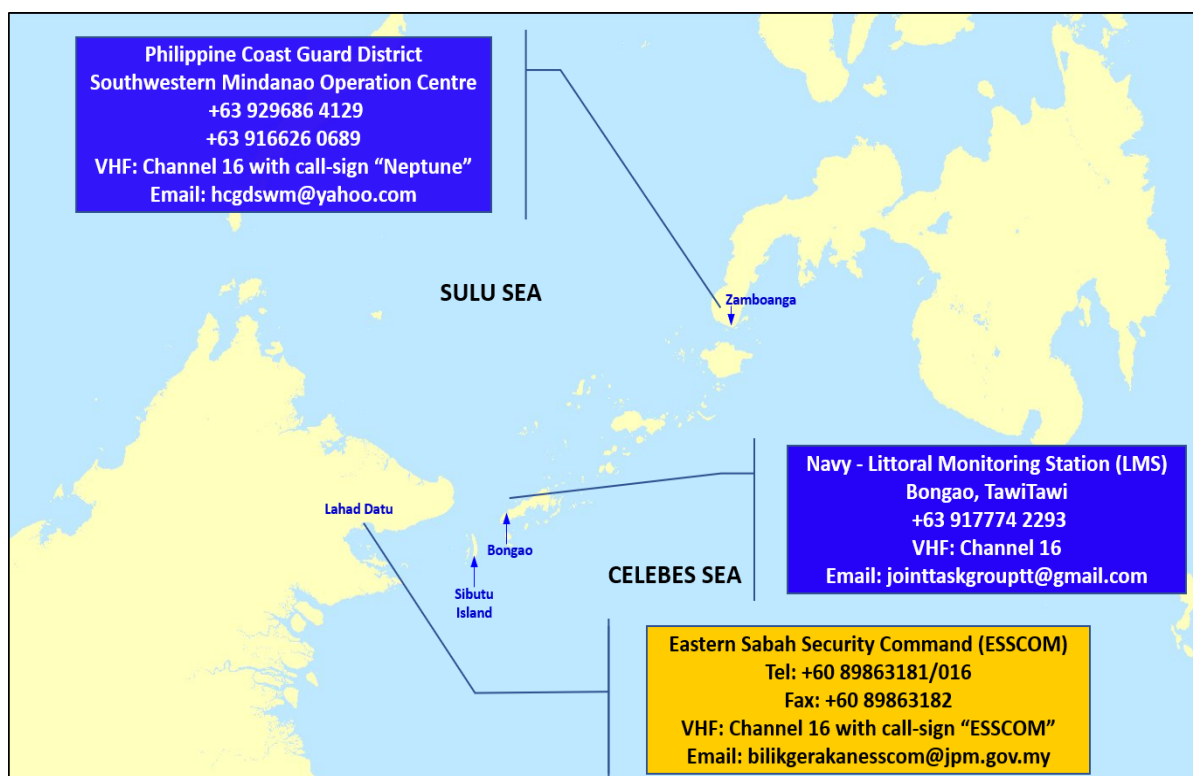 Philippine Coast Guard District
Southwestern Mindanao Operation Centre
+63 929686 4129
+63 916626 0689
VHF: Channel 16 with call-sign “Neptune”
Email: hcgdswm@yahoo.com
SULU SEA
Zamboanga
Navy - Littoral Monitoring Station (LMS)
Bongao, TawiTawi
+63 917774 2293
VHF: Channel 16
Email: jointtaskgrouptt@gmail.com
Lahad Datu
Bongao
CELEBES SEA
Sibutu
Island
Eastern Sabah Security Command (ESSCOM)
Tel: +60 89863181/016
Fax: +60 89863182
VHF: Channel 16 with call-sign “ESSCOM”
Email: bilikgerakanesscom@jpm.gov.my